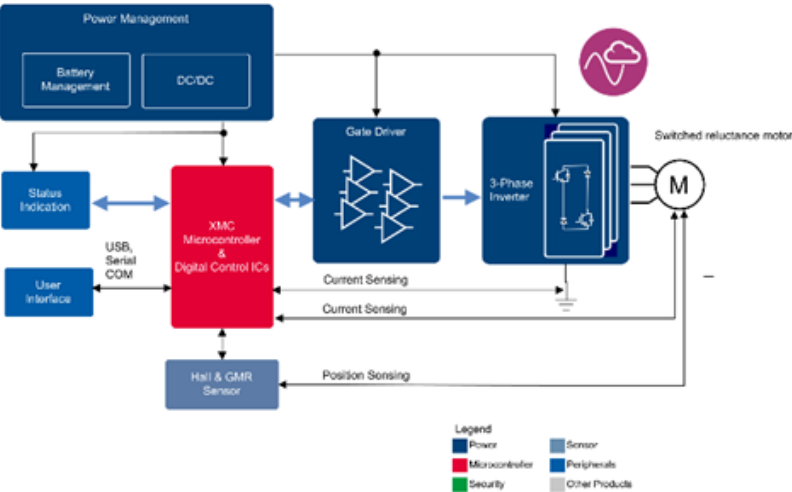 Power Management
Battery
Management
DC/DC
Gate Driver
3-Phase
Inverter
Switched reluctance motor
M
Status
Indication
XMC
Microcontroller
&
Digital Control ICs
USB,
Serial
COM
User
Interface
Current Sensing
Current Sensing
Hall & GMR
Sensor
Position Sensing
Legend
Power
Sensor
Microcontroller
Peripherals
Security
Other Products